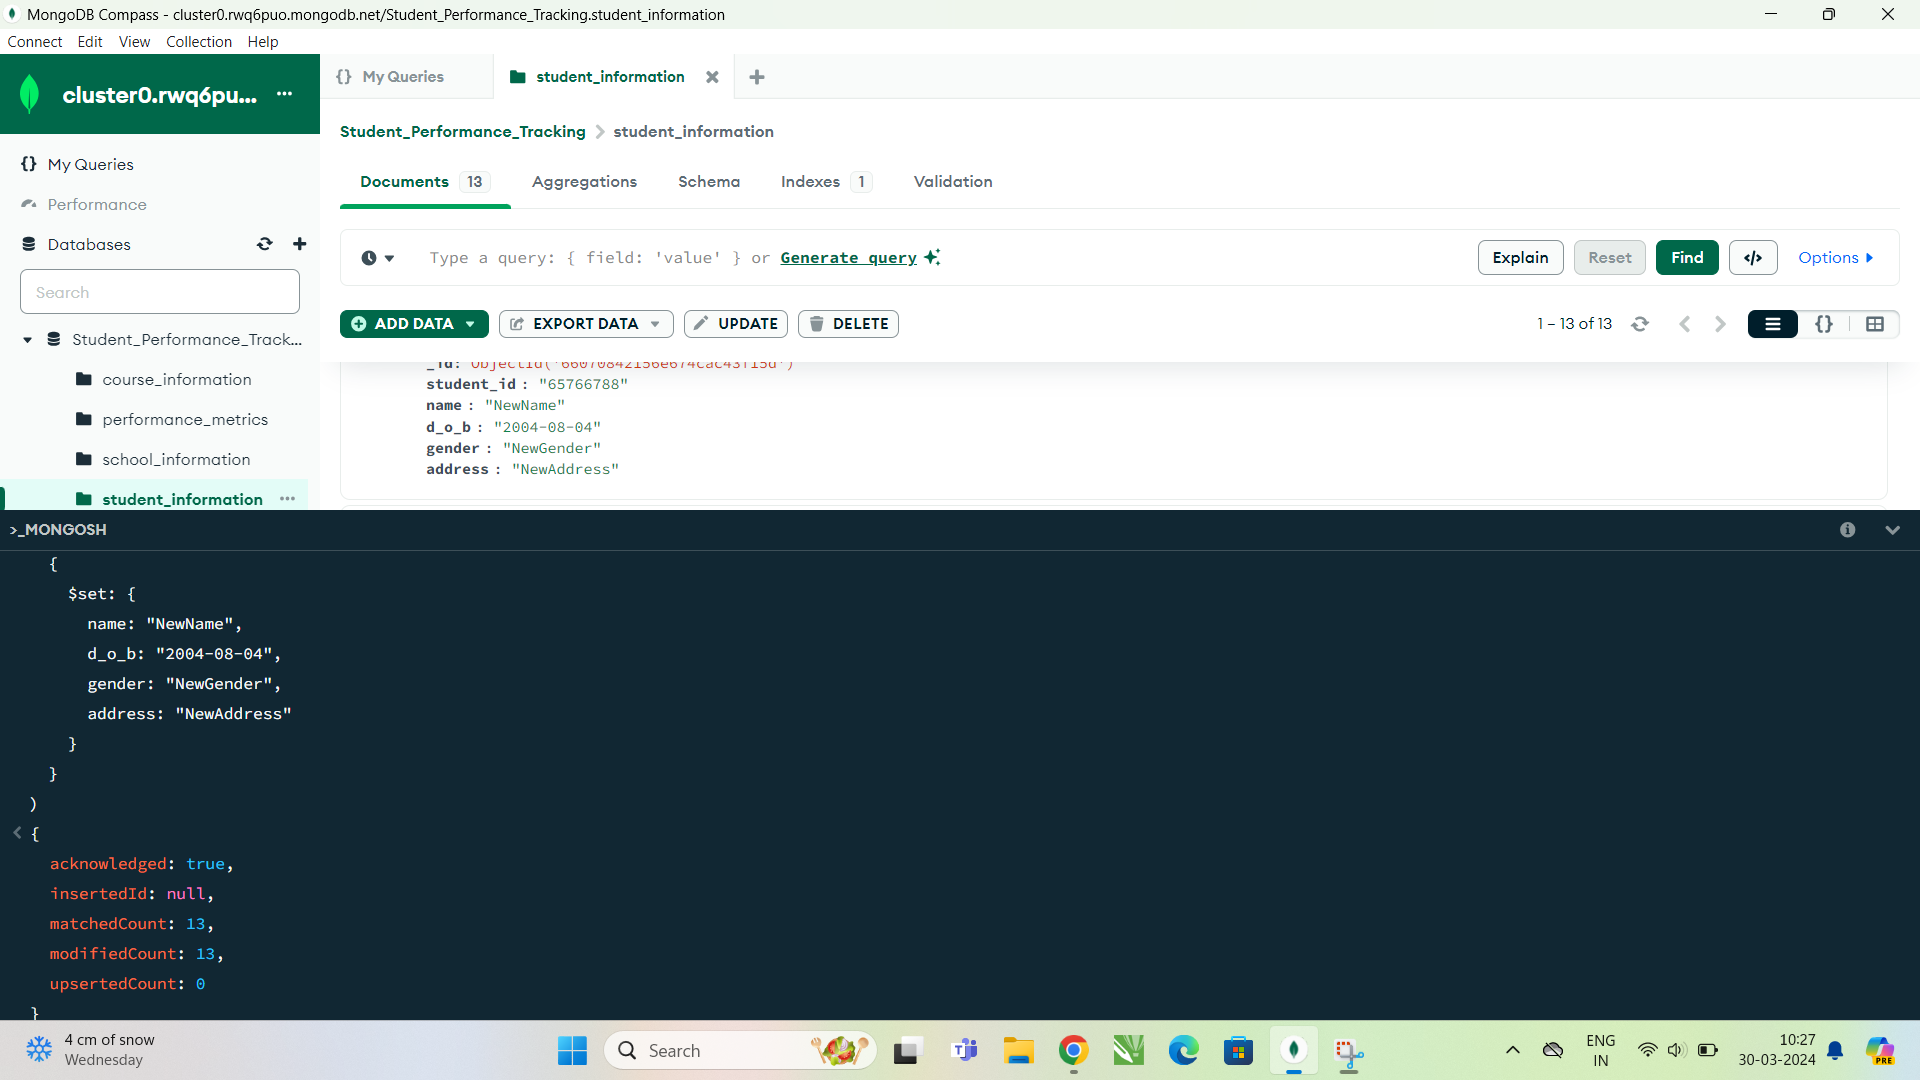 MongoDB Compass - cluster0.rwq6puo.mongodb.net/Student_Performance_Tracking.student_information
Connect Edit View Collection Help
cluster0.rwq6pu... ...
{} My Queries
student_information
My Queries
Performance
Databases
Search
Student_Performance_Track...
course_information
performance_metrics
school_information
student_information ...
Student_Performance_Tracking > student_information
Documents 13 Aggregations Schema Indexes 1 Validation
Type a query: { field: 'value' } or Generate query
Explain Reset Find </> Options
ADD DATA EXPORT DATA UPDATE DELETE
1 – 13 of 13
{}
_id: ObjectId('66070842156e674cac43f15d')
student_id : "65766788"
name : "NewName"
d_o_b : "2004-08-04"
gender : "NewGender"
address : "NewAddress"
>_MONGOSH
{
$set: {
name: "NewName",
d_o_b: "2004-08-04",
gender: "NewGender",
address: "NewAddress"
}
}
)
< {
acknowledged: true,
insertedId: null,
matchedCount: 13,
modifiedCount: 13,
upsertedCount: 0
}
4 cm of snow
Wednesday
Search
ENG
IN
10:27
30-03-2024
PRE